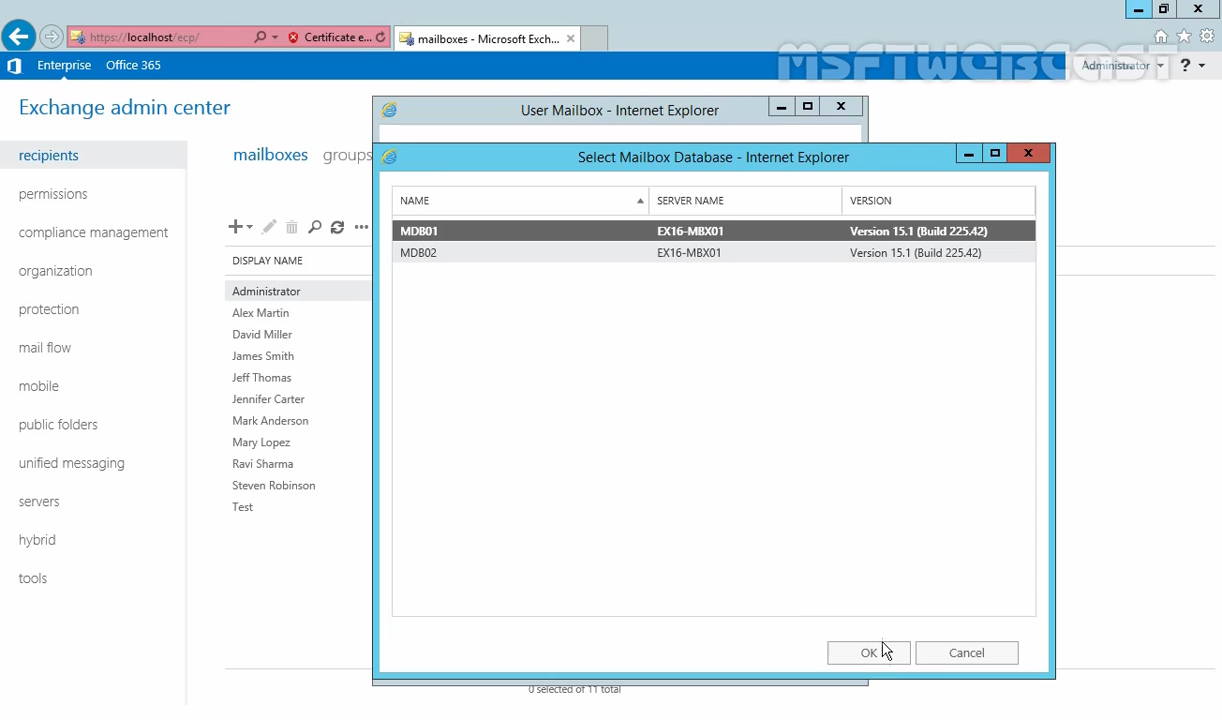 https://localhost/ecp/
Certificate e...
mailboxes - Microsoft Exch...
Enterprise Office 365
MSFTWEBCAST
Administrator ?
Exchange admin center
recipients
permissions
compliance management
organization
protection
mail flow
mobile
public folders
unified messaging
servers
hybrid
tools
mailboxes groups
DISPLAY NAME
Administrator
Alex Martin
David Miller
James Smith
Jeff Thomas
Jennifer Carter
Mark Anderson
Mary Lopez
Ravi Sharma
Steven Robinson
Test
User Mailbox - Internet Explorer
Select Mailbox Database - Internet Explorer
NAME SERVER NAME VERSION
MDB01 EX16-MBX01 Version 15.1 (Build 225.42)
MDB02 EX16-MBX01 Version 15.1 (Build 225.42)
OK Cancel
0 selected of 11 total